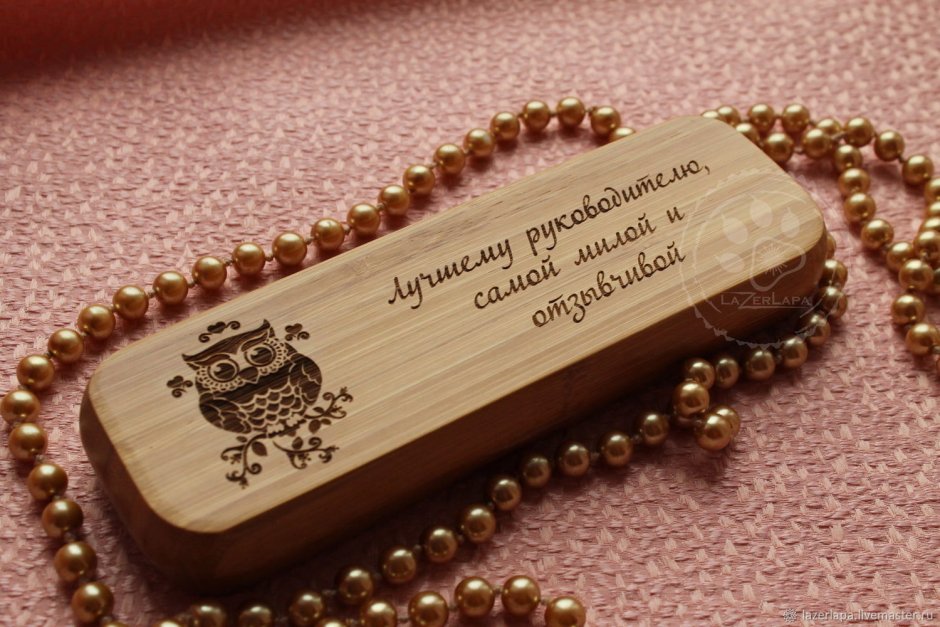 Лучшему руководителю,
самой милой и
отзывчивой
LAZERLAPA
lazerlapa.livemaster.ru